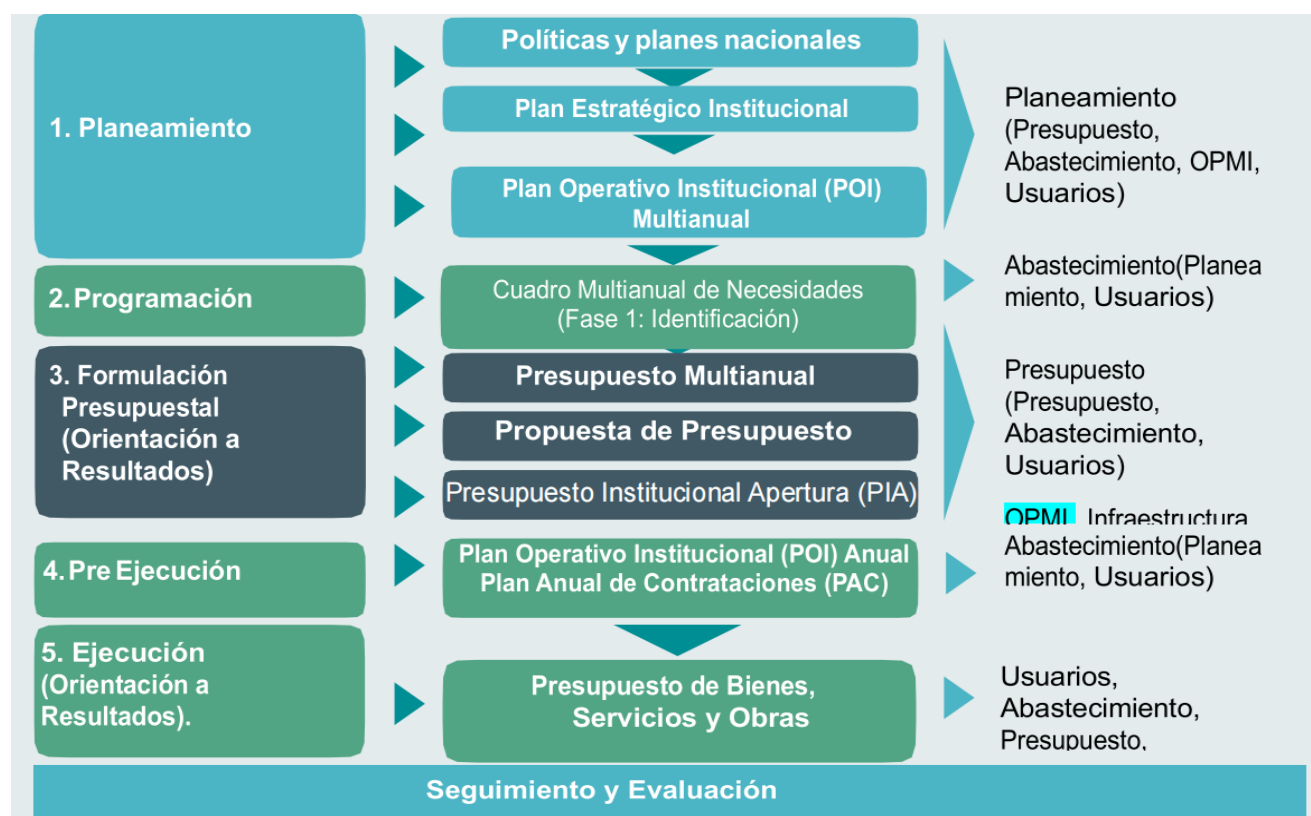 1. Planeamiento
Políticas y planes nacionales
Plan Estratégico Institucional
Plan Operativo Institucional (POI)
Multianual
Planeamiento
(Presupuesto,
Abastecimiento, OPMI,
Usuarios)
2. Programación
Cuadro Multianual de Necesidades
(Fase 1: Identificación)
Abastecimiento(Planea
miento, Usuarios)
3. Formulación
Presupuestal
(Orientación a
Resultados)
Presupuesto Multianual
Propuesta de Presupuesto
Presupuesto Institucional Apertura (PIA)
Presupuesto
(Presupuesto,
Abastecimiento,
Usuarios)
OPMI, Infraestructura
4. Pre Ejecución
Plan Operativo Institucional (POI) Anual
Plan Anual de Contrataciones (PAC)
Abastecimiento(Planea
miento, Usuarios)
5. Ejecución
(Orientación a
Resultados).
Presupuesto de Bienes,
Servicios y Obras
Usuarios,
Abastecimiento,
Presupuesto,
Seguimiento y Evaluación